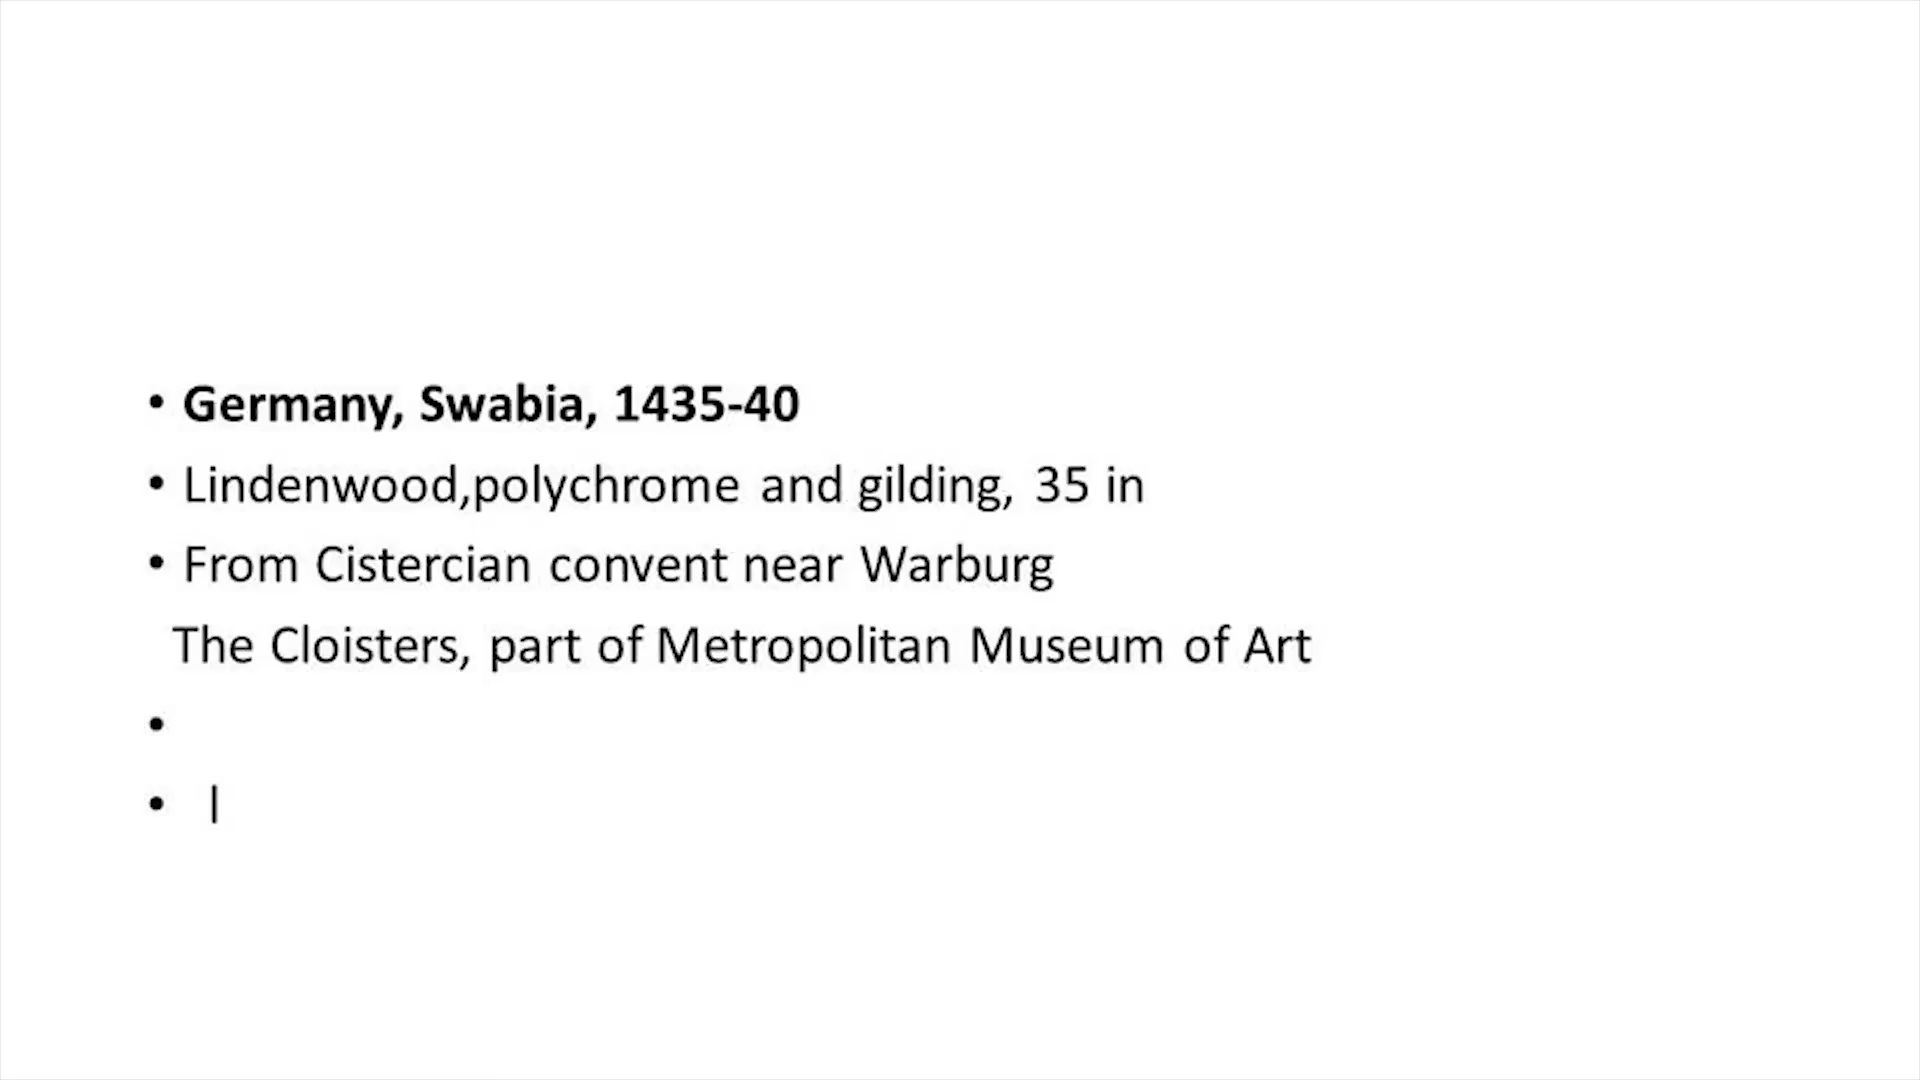 • Germany, Swabia, 1435-40
• Lindenwood,polychrome and gilding, 35 in
• From Cistercian convent near Warburg
The Cloisters, part of Metropolitan Museum of Art
•
• l